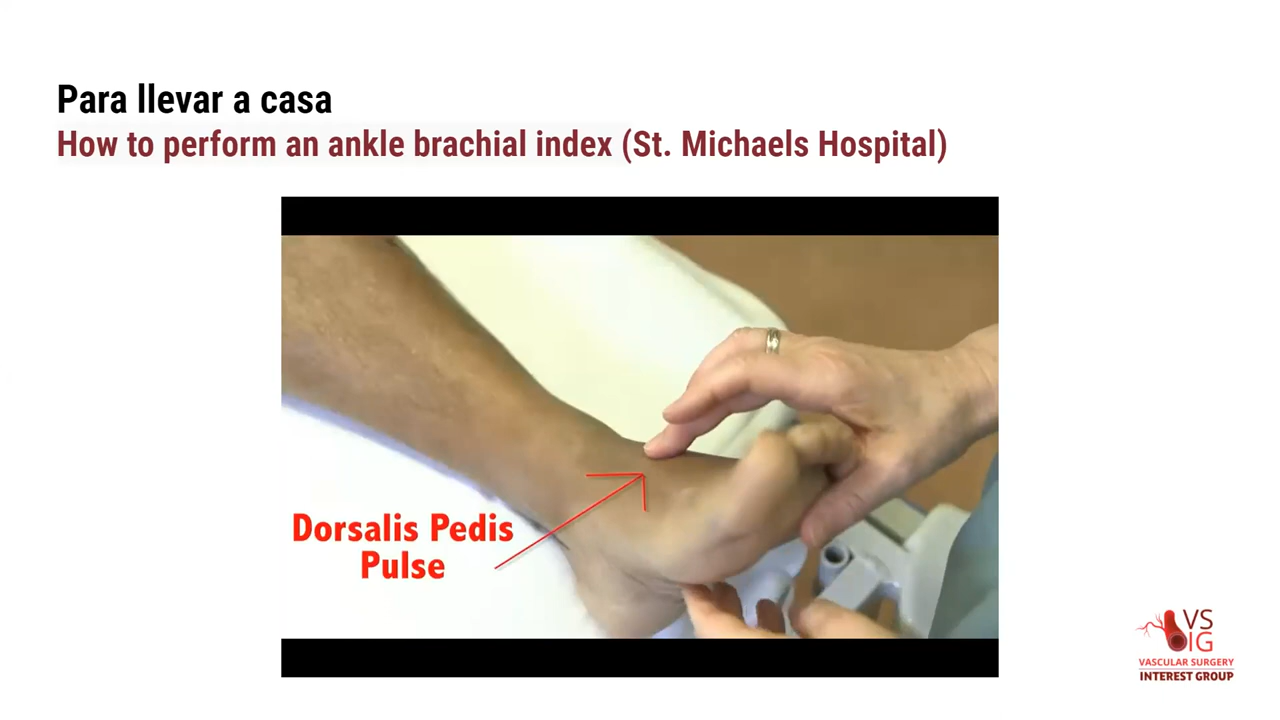 Para llevar a casa
How to perform an ankle brachial index (St. Michaels Hospital)
Dorsalis Pedis
Pulse
VS
IG
VASCULAR SURGERY
INTEREST GROUP